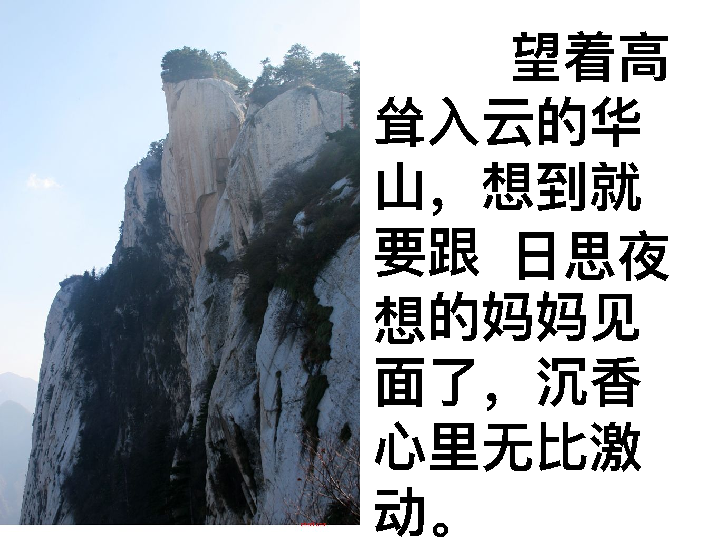 望着高
耸入云的华
山，想到就
要跟 日思夜
想的妈妈见
面了，沉香
心里无比激
动。